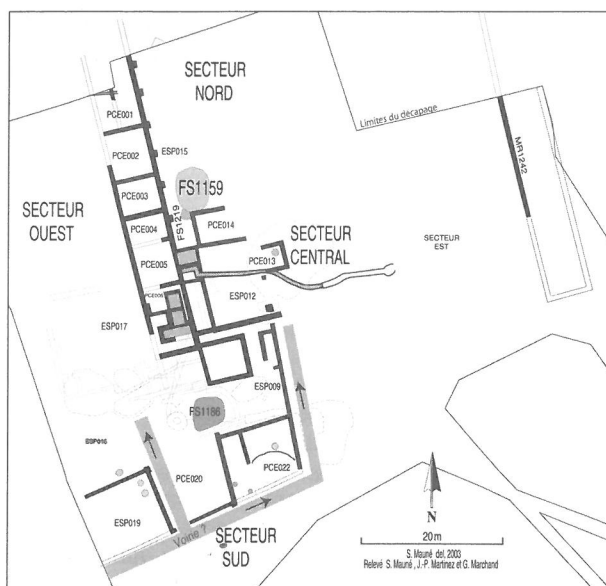 SECTEUR
NORD
PCE001
Limites du décapage
PCE002
ESP015
MR1242
PCE003
FS1159
SECTEUR
OUEST
PCE004
FS1219
PCE014
SECTEUR
CENTRAL
SECTEUR
EST
PCE005
PCE013
ESP012
ESP017
ESP009
FS1186
ESP016
PCE020
PCE022
ESP019
Voirie ?
SECTEUR
SUD
N
20 m
S. Mauné del, 2003
Relevé S. Mauné, J.-P. Martinez et G. Marchand